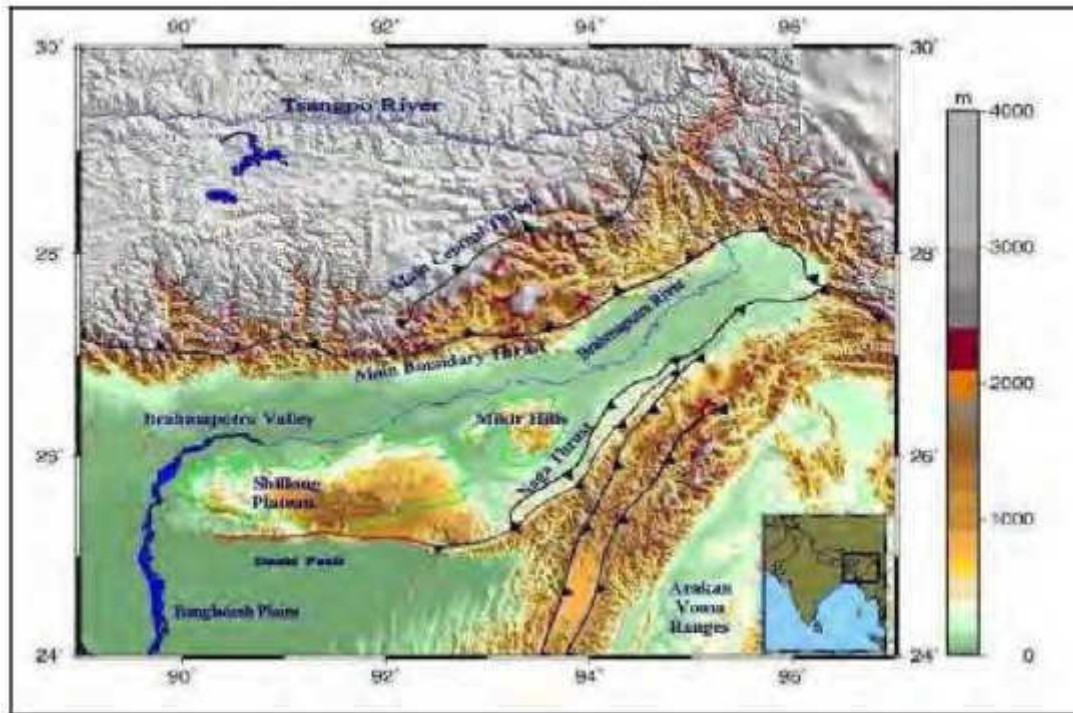 90° 92° 94° 96°
30° 30°
m
4000
Tsangpo River
3000
Main Central Thrust
28°
Brahmaputra River
Main Boundary Thrust
2000
Brahmaputra Valley
Mikir Hills
26°
Naga Thrust
Shillong
Plateau
1000
Dauki Fault
Bangladesh Plains
Arakan
Yoma
Ranges
24° 24°
0
90° 92° 94° 96°